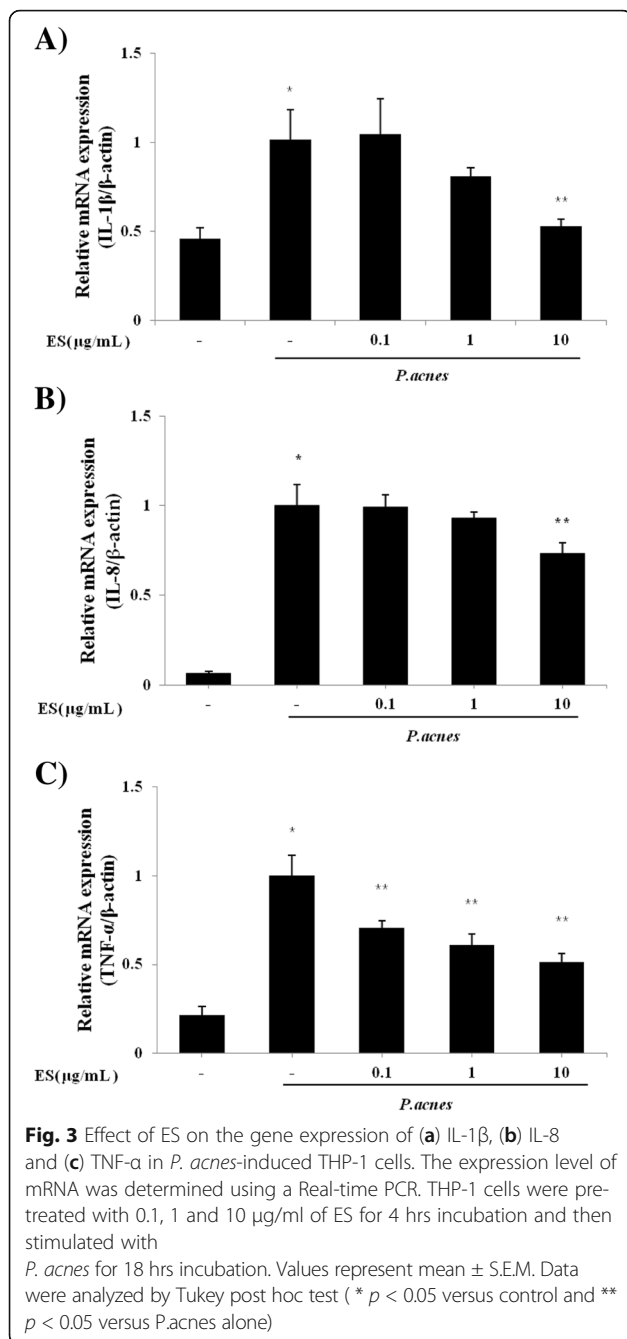 A)
1.5
1
0.5
0
Relative mRNA expression
(IL-1β/β-actin)
*
**
ES(µg/mL) - - 0.1 1 10
P.acnes
B)
1.5
1
0.5
0
Relative mRNA expression
(IL-8/β-actin)
*
**
ES(µg/mL) - - 0.1 1 10
P.acnes
C)
1.5
1
0.5
0
Relative mRNA expression
(TNF-α/β-actin)
*
** ** **
ES(µg/mL) - - 0.1 1 10
P.acnes
Fig. 3 Effect of ES on the gene expression of (a) IL-1β, (b) IL-8
and (c) TNF-α in P. acnes-induced THP-1 cells. The expression level of
mRNA was determined using a Real-time PCR. THP-1 cells were pre-
treated with 0.1, 1 and 10 µg/ml of ES for 4 hrs incubation and then
stimulated with
P. acnes for 18 hrs incubation. Values represent mean ± S.E.M. Data
were analyzed by Tukey post hoc test ( * p < 0.05 versus control and **
p < 0.05 versus P.acnes alone)